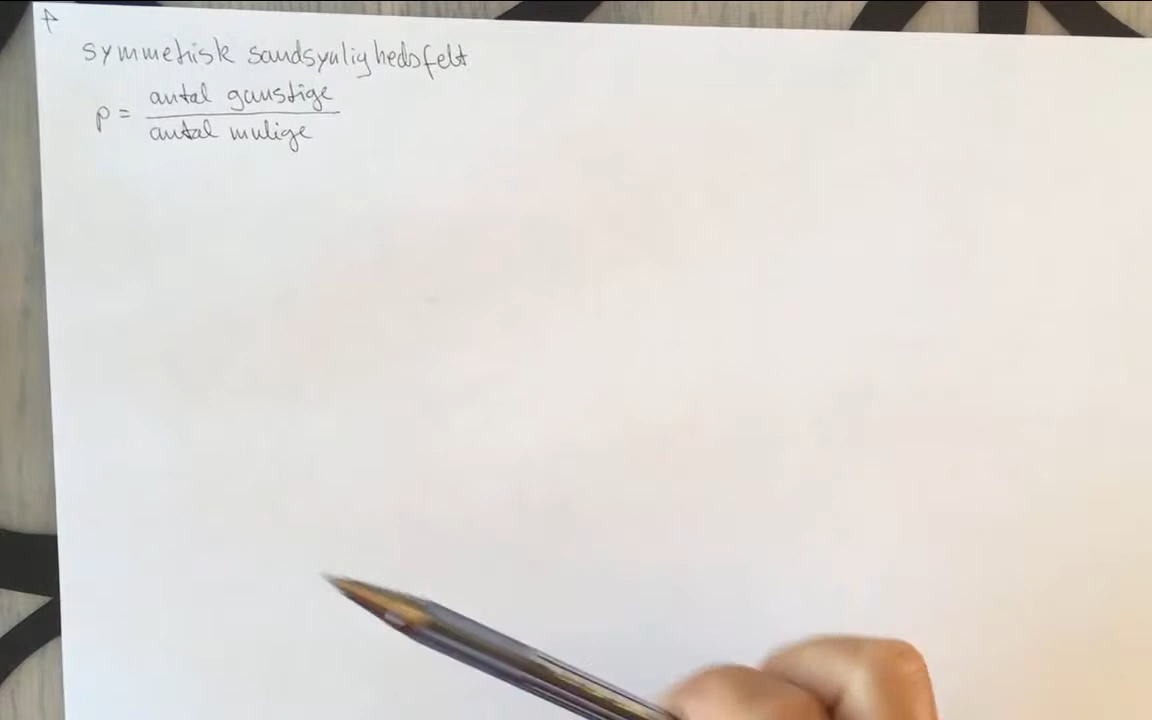 symmetrisk sandsynlighedsfelt
p = antal gunstige
antal mulige